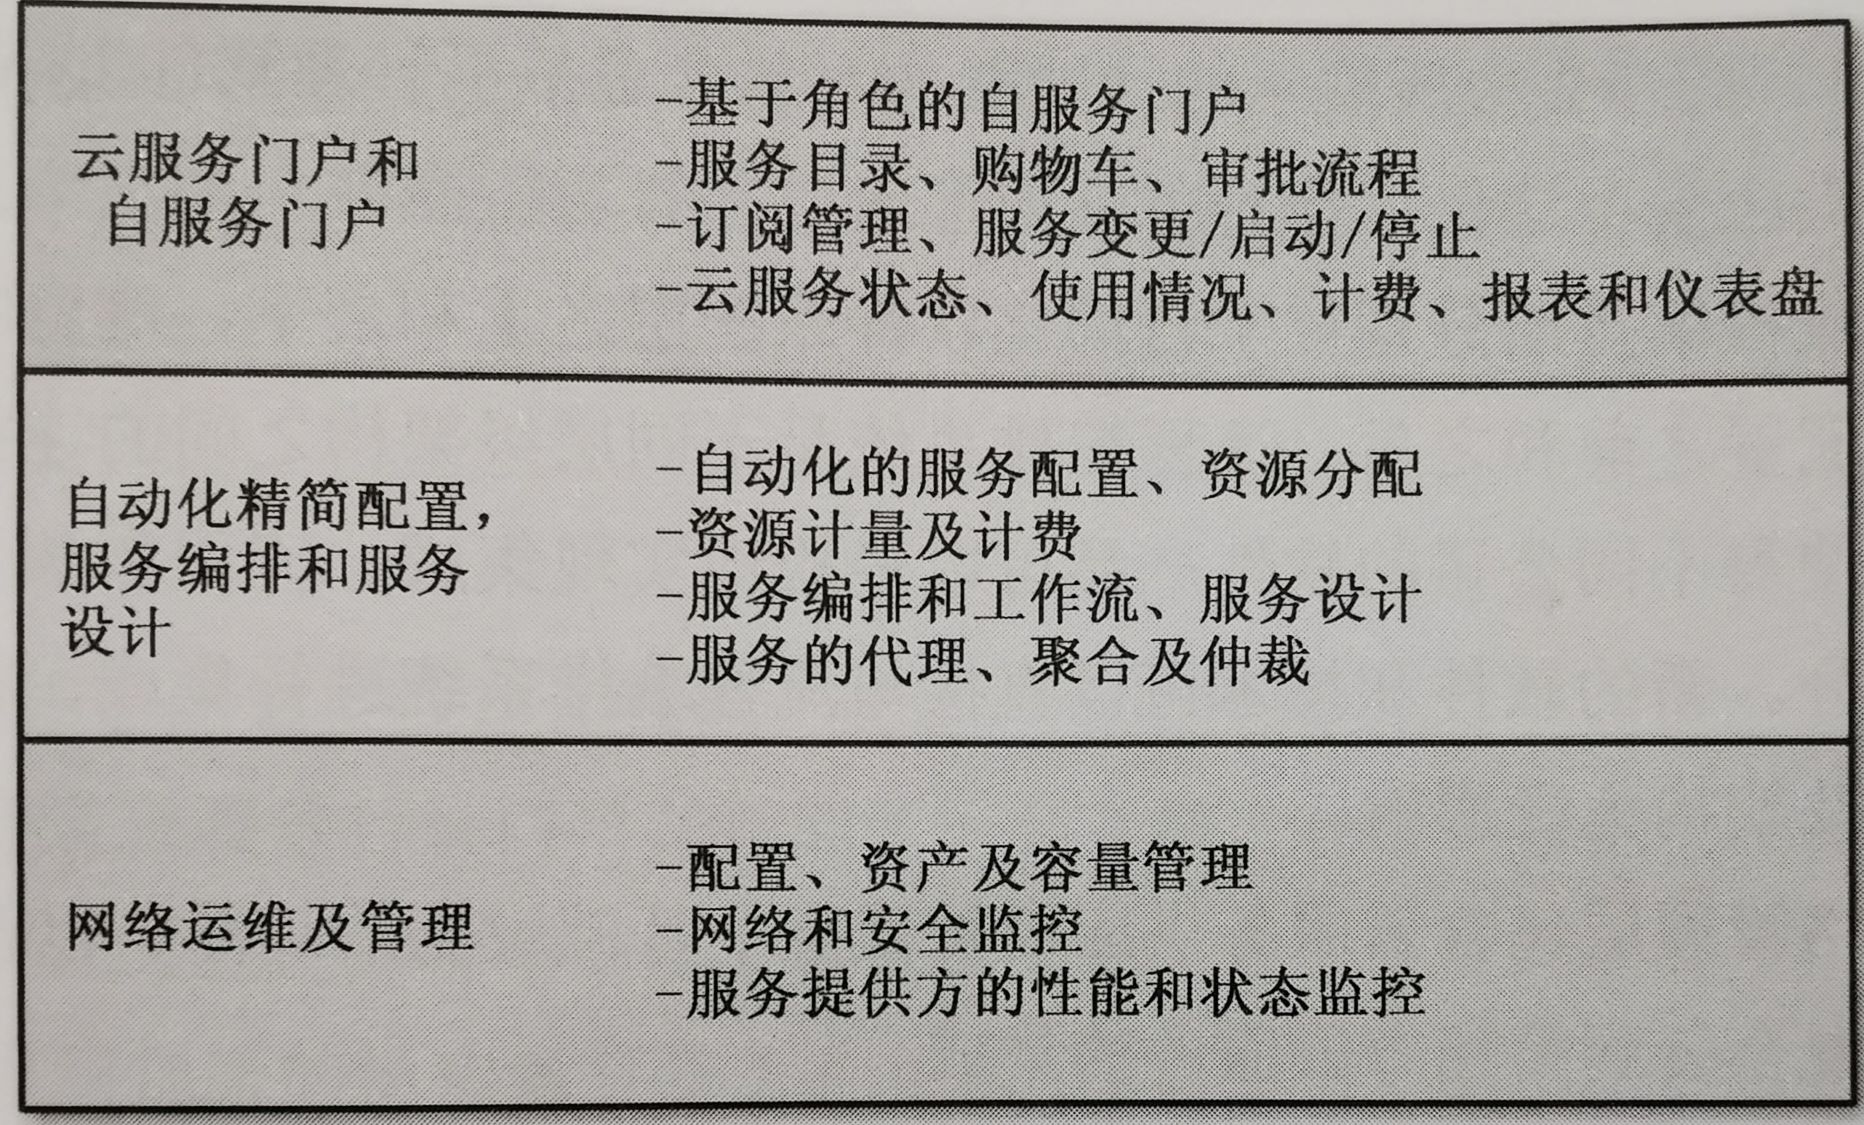 云服务门户和
自服务门户
-基于角色的自服务门户
-服务目录、购物车、审批流程
-订阅管理、服务变更/启动/停止
-云服务状态、使用情况、计费、报表和仪表盘
自动化精简配置，
服务编排和服务
设计
-自动化的服务配置、资源分配
-资源计量及计费
-服务编排和工作流、服务设计
-服务的代理、聚合及仲裁
网络运维及管理
-配置、资产及容量管理
-网络和安全监控
-服务提供方的性能和状态监控